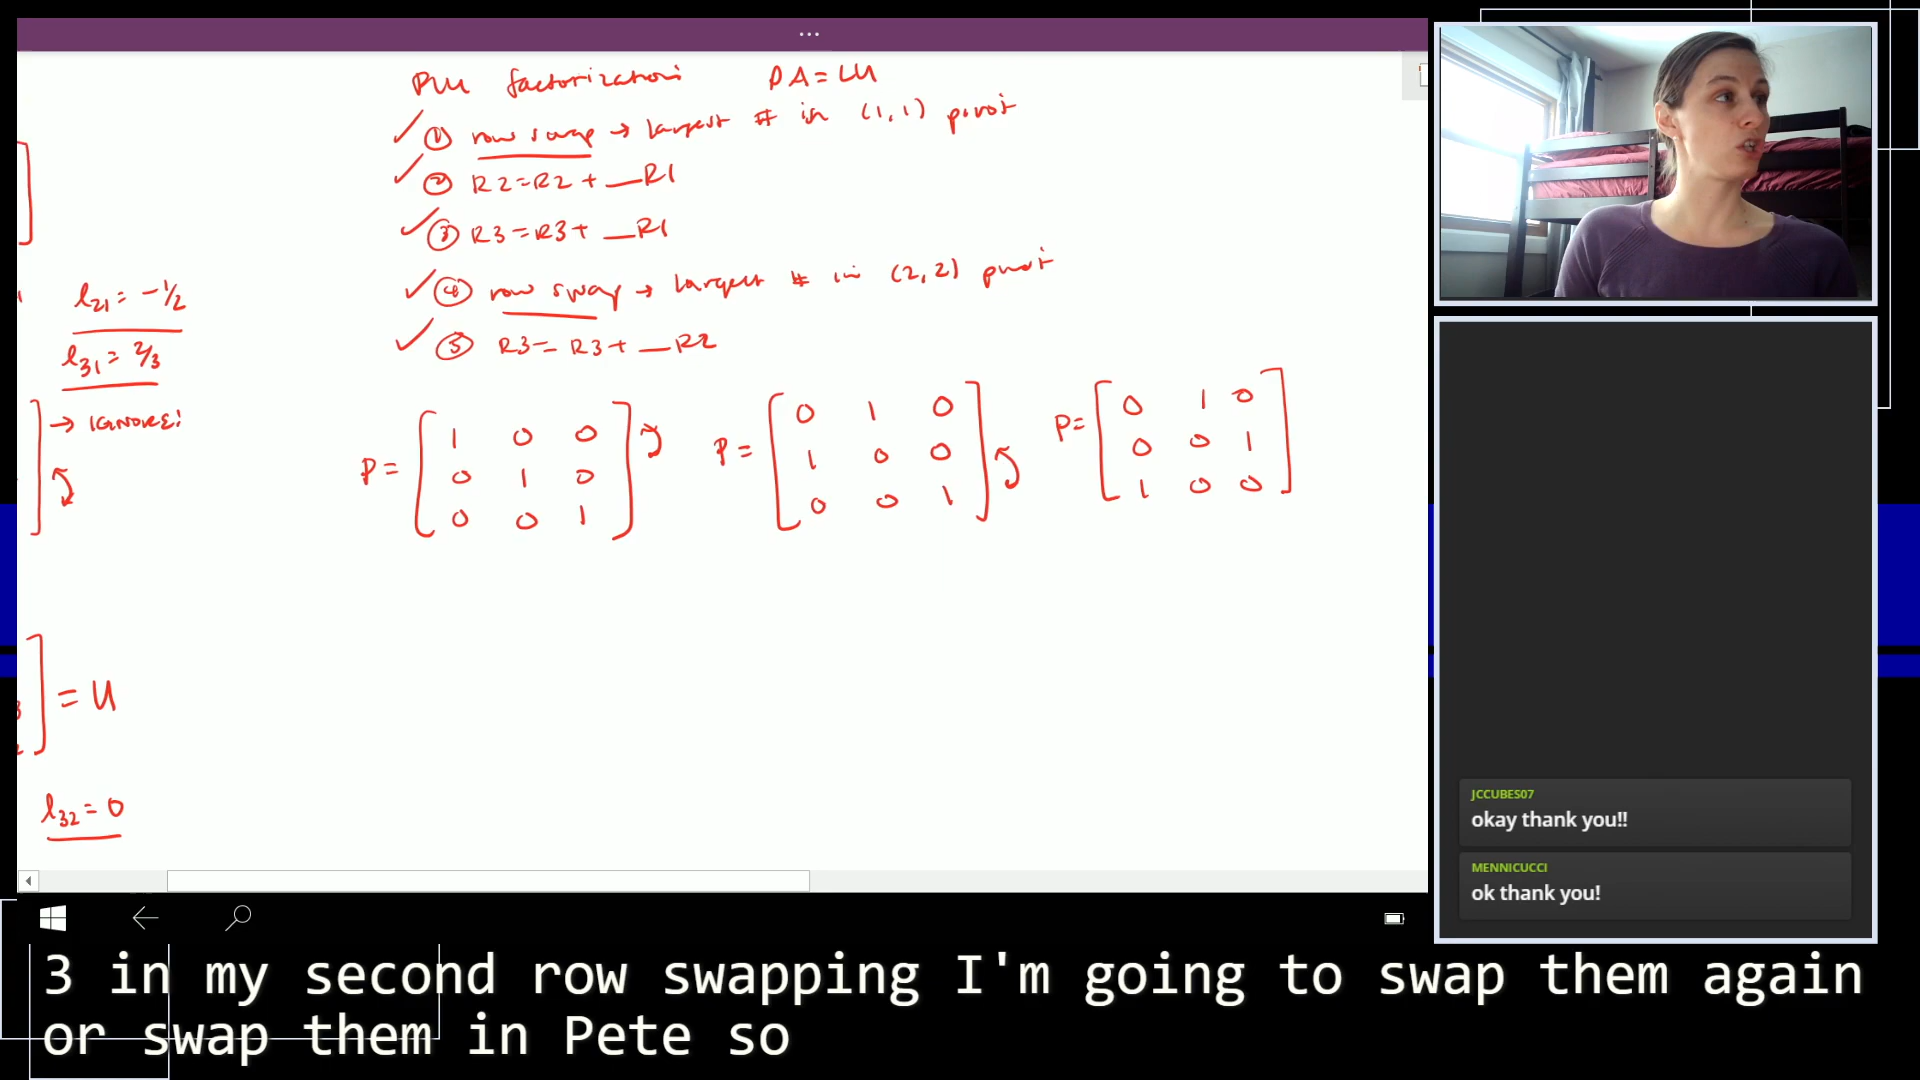 ...
PLU factorization PA=LU
✓ ① row swap → largest # in (1,1) pivot
✓ ② R2=R2 + __R1
✓ ③ R3=R3+ __R1
✓ ④ row swap → largest # in (2,2) pivot
✓ ⑤ R3= R3+ __R2
l21 = -1/2
l31 = 2/3
→ IGNORE!
P= [1 0 0
0 1 0
0 0 1]
P= [0 1 0
1 0 0
0 0 1]
P= [0 1 0
0 0 1
1 0 0]
] = U
l32 = 0
JCCUBES07
okay thank you!!
MENNICUCCI
ok thank you!
3 in my second row swapping I'm going to swap them again
or swap them in Pete so